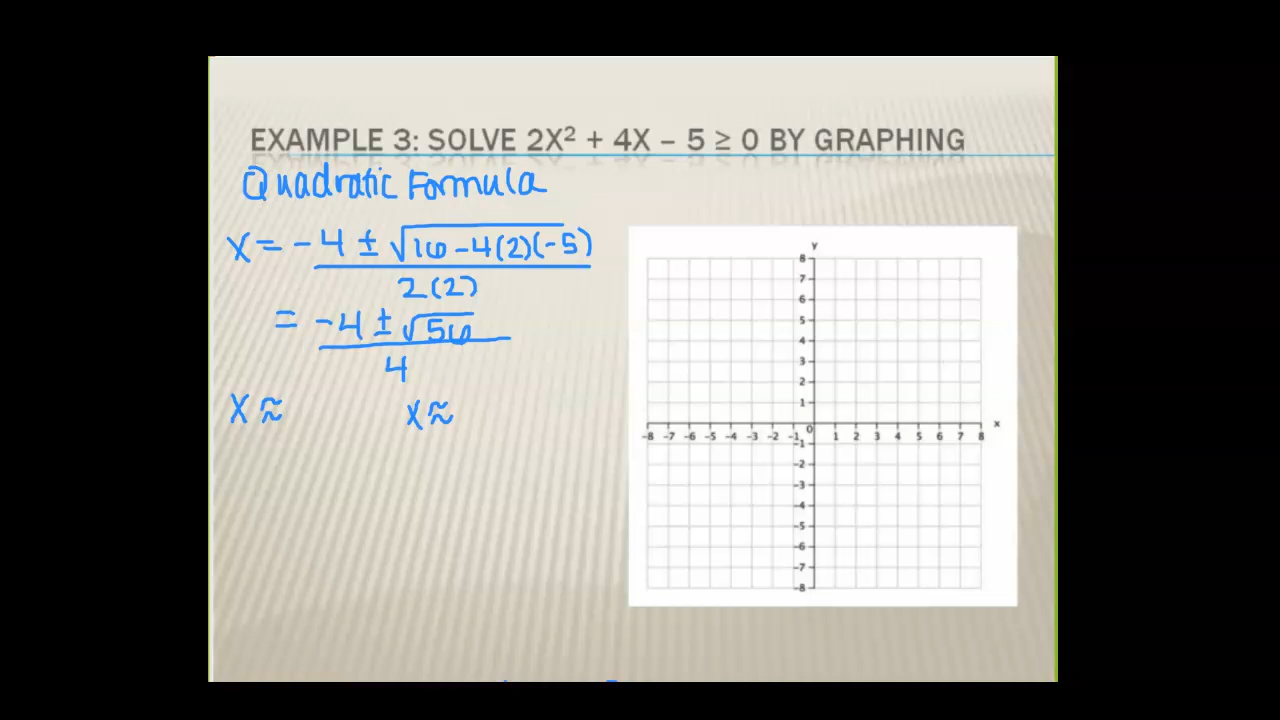 EXAMPLE 3: SOLVE 2X² + 4X – 5 ≥ 0 BY GRAPHING
Quadratic Formula
x = -4 ± √16-4(2)(-5)
2(2)
= -4 ± √56
4
x ≈ x ≈
y
8
7
6
5
4
3
2
1
0
x
-8 -7 -6 -5 -4 -3 -2 -1 1 2 3 4 5 6 7 8
-1
-2
-3
-4
-5
-6
-7
-8